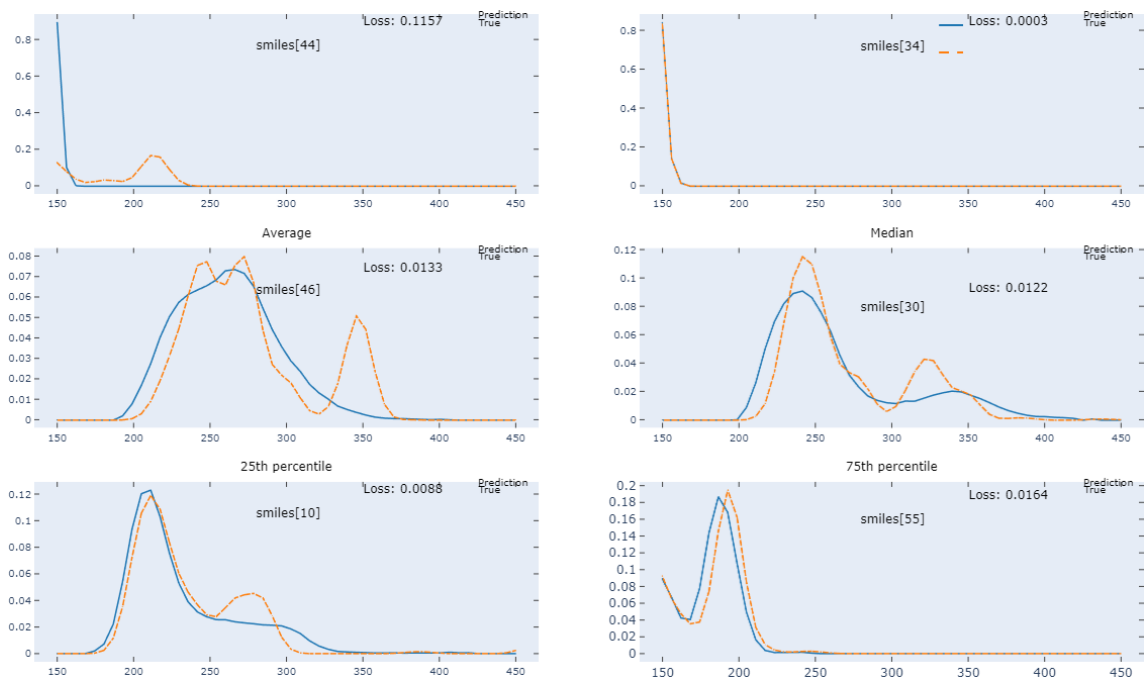 Loss: 0.1157
Prediction
True
smiles[44]
0.8
0.6
0.4
0.2
0
150 200 250 300 350 400 450
Loss: 0.0003
Prediction
True
smiles[34]
0.8
0.6
0.4
0.2
0
150 200 250 300 350 400 450
Average
Prediction
True
Loss: 0.0133
smiles[46]
0.08
0.07
0.06
0.05
0.04
0.03
0.02
0.01
0
150 200 250 300 350 400 450
Median
Prediction
True
Loss: 0.0122
smiles[30]
0.12
0.1
0.08
0.06
0.04
0.02
0
150 200 250 300 350 400 450
25th percentile
Loss: 0.0088
Prediction
True
smiles[10]
0.12
0.1
0.08
0.06
0.04
0.02
0
150 200 250 300 350 400 450
75th percentile
Prediction
True
Loss: 0.0164
smiles[55]
0.2
0.18
0.16
0.14
0.12
0.1
0.08
0.06
0.04
0.02
0
150 200 250 300 350 400 450